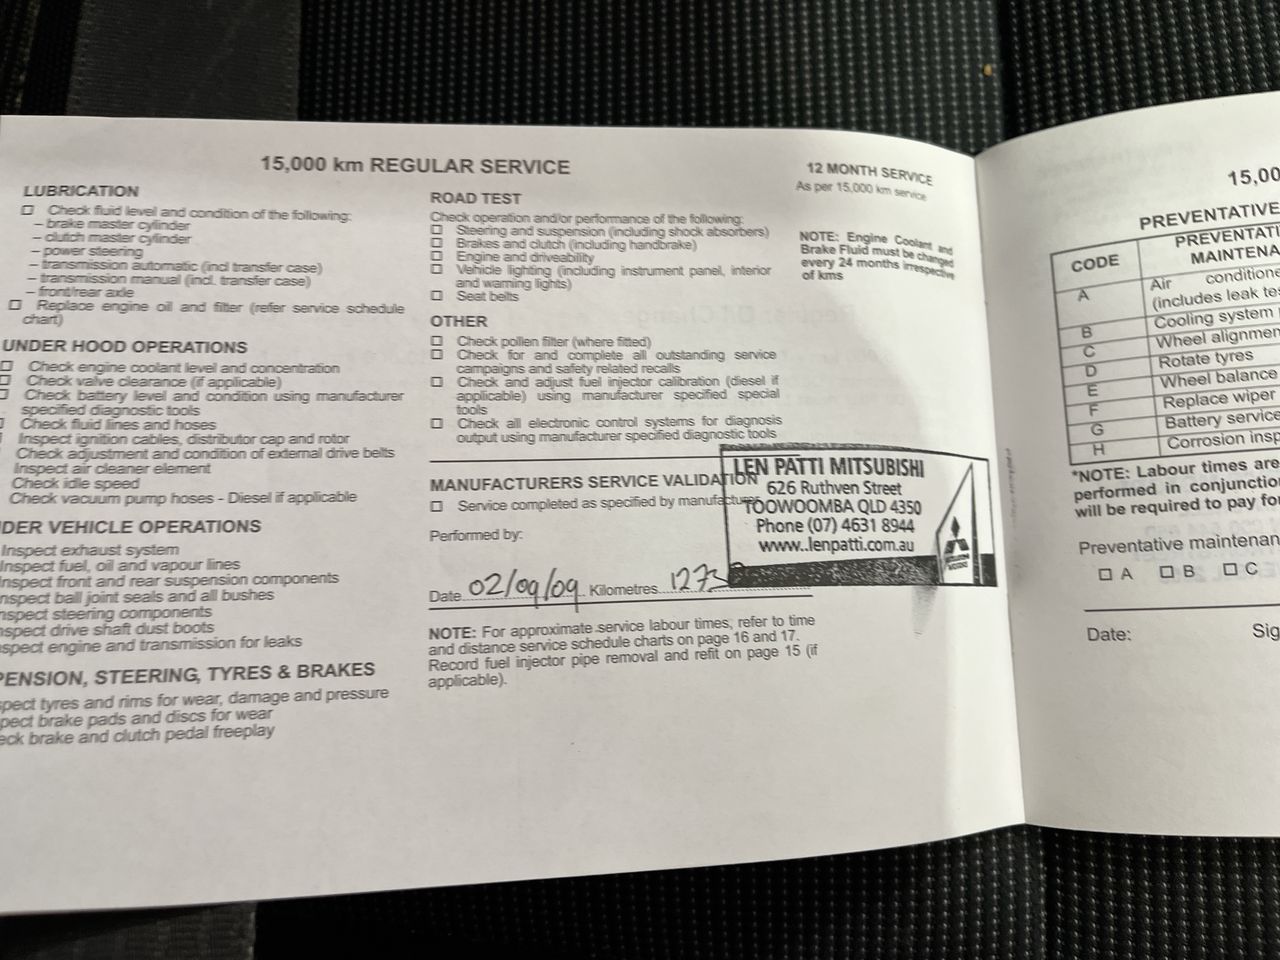 15,000 km REGULAR SERVICE
LUBRICATION
Check fluid level and condition of the following:
– brake master cylinder
– clutch master cylinder
– power steering
– transmission automatic (incl transfer case)
– transmission manual (incl. transfer case)
– front/rear axle
Replace engine oil and filter (refer service schedule
chart)
UNDER HOOD OPERATIONS
Check engine coolant level and concentration
Check valve clearance (if applicable)
Check battery level and condition using manufacturer
specified diagnostic tools
Check fluid lines and hoses
Inspect ignition cables, distributor cap and rotor
Check adjustment and condition of external drive belts
Inspect air cleaner element
Check idle speed
Check vacuum pump hoses - Diesel if applicable
DER VEHICLE OPERATIONS
Inspect exhaust system
Inspect fuel, oil and vapour lines
Inspect front and rear suspension components
nspect ball joint seals and all bushes
nspect steering components
nspect drive shaft dust boots
spect engine and transmission for leaks
PENSION, STEERING, TYRES & BRAKES
spect tyres and rims for wear, damage and pressure
pect brake pads and discs for wear
eck brake and clutch pedal freeplay
ROAD TEST
Check operation and/or performance of the following:
Steering and suspension (including shock absorbers)
Brakes and clutch (including handbrake)
Engine and driveability
Vehicle lighting (including instrument panel, interior
and warning lights)
Seat belts
OTHER
Check pollen filter (where fitted)
Check for and complete all outstanding service
campaigns and safety related recalls
Check and adjust fuel injector calibration (diesel if
applicable) using manufacturer specified special
tools
Check all electronic control systems for diagnosis
output using manufacturer specified diagnostic tools
MANUFACTURERS SERVICE VALIDATION
Service completed as specified by manufacturer
Performed by:
Date 02/09/09 Kilometres 1273
NOTE: For approximate service labour times, refer to time
and distance service schedule charts on page 16 and 17.
Record fuel injector pipe removal and refit on page 15 (if
applicable).
12 MONTH SERVICE
As per 15,000 km service
NOTE: Engine Coolant and
Brake Fluid must be changed
every 24 months irrespective
of kms
LEN PATTI MITSUBISHI
626 Ruthven Street
TOOWOOMBA QLD 4350
Phone (07) 4631 8944
www..lenpatti.com.au
15,00
PREVENTATIVE
CODE PREVENTATI
MAINTENA
A Air conditione
(includes leak te
B Cooling system
C Wheel alignmen
D Rotate tyres
E Wheel balance
F Replace wiper
G Battery service
H Corrosion insp
*NOTE: Labour times are
performed in conjunctio
will be required to pay fo
Preventative maintenan
A B C
Date: Sig